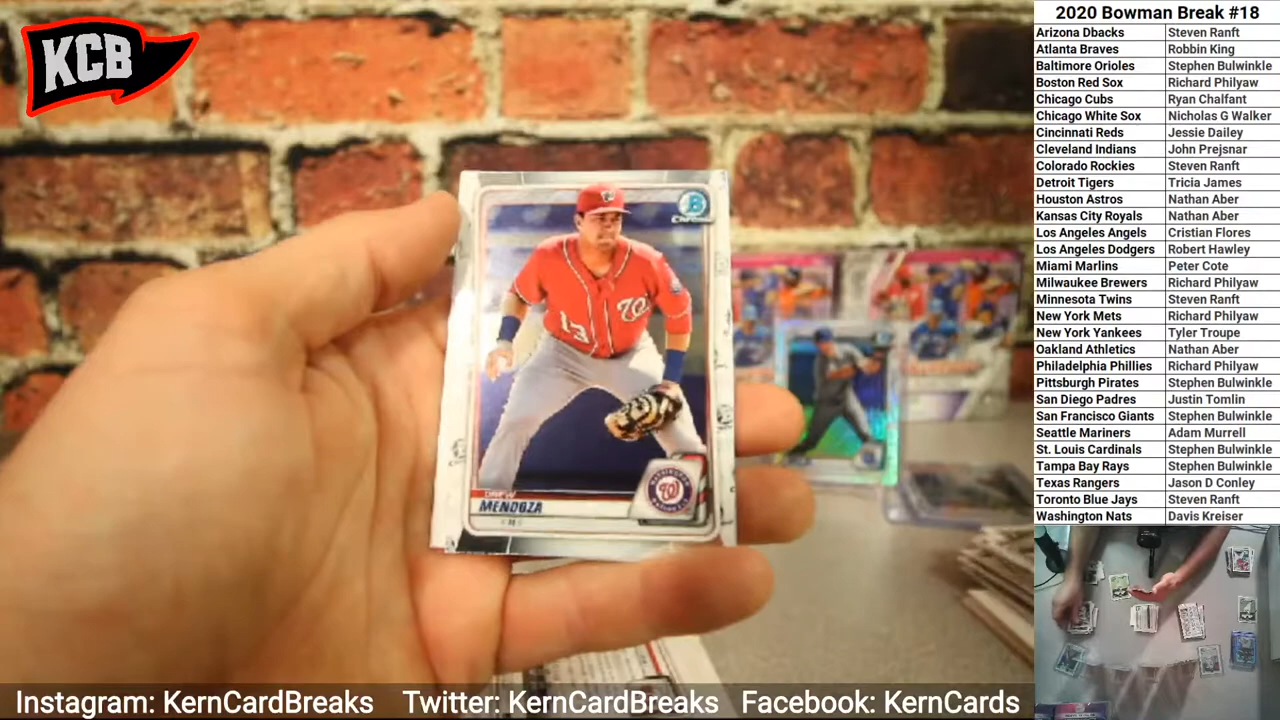 KCB
CHROME
13
W
DREW
MENDOZA
W
2020 Bowman Break #18
Arizona Dbacks Steven Ranft
Atlanta Braves Robbin King
Baltimore Orioles Stephen Bulwinkle
Boston Red Sox Richard Philyaw
Chicago Cubs Ryan Chalfant
Chicago White Sox Nicholas G Walker
Cincinnati Reds Jessie Dailey
Cleveland Indians John Prejsnar
Colorado Rockies Steven Ranft
Detroit Tigers Tricia James
Houston Astros Nathan Aber
Kansas City Royals Nathan Aber
Los Angeles Angels Cristian Flores
Los Angeles Dodgers Robert Hawley
Miami Marlins Peter Cote
Milwaukee Brewers Richard Philyaw
Minnesota Twins Steven Ranft
New York Mets Richard Philyaw
New York Yankees Tyler Troupe
Oakland Athletics Nathan Aber
Philadelphia Phillies Richard Philyaw
Pittsburgh Pirates Stephen Bulwinkle
San Diego Padres Justin Tomlin
San Francisco Giants Stephen Bulwinkle
Seattle Mariners Adam Murrell
St. Louis Cardinals Stephen Bulwinkle
Tampa Bay Rays Stephen Bulwinkle
Texas Rangers Jason D Conley
Toronto Blue Jays Steven Ranft
Washington Nats Davis Kreiser
Instagram: KernCardBreaks Twitter: KernCardBreaks Facebook: KernCards